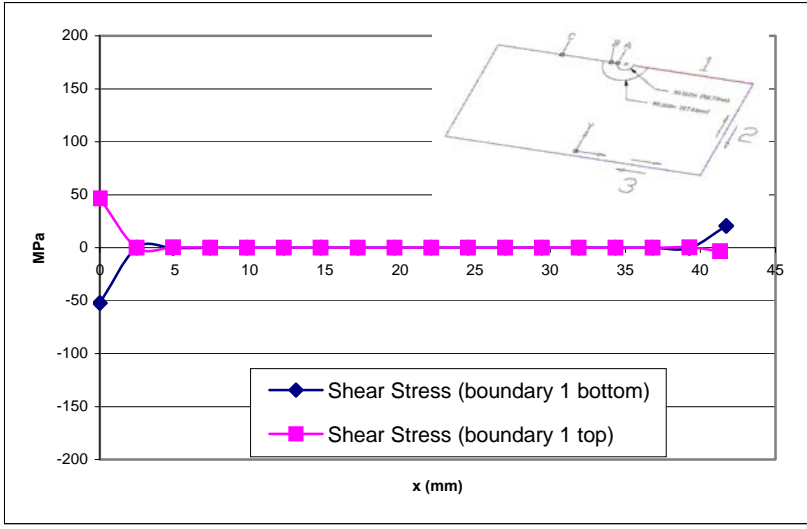 200
150
100
50
0
-50
-100
-150
-200
MPa
0 5 10 15 20 25 30 35 40 45
x (mm)
Shear Stress (boundary 1 bottom)
Shear Stress (boundary 1 top)
C
B A
1
2
3
Y